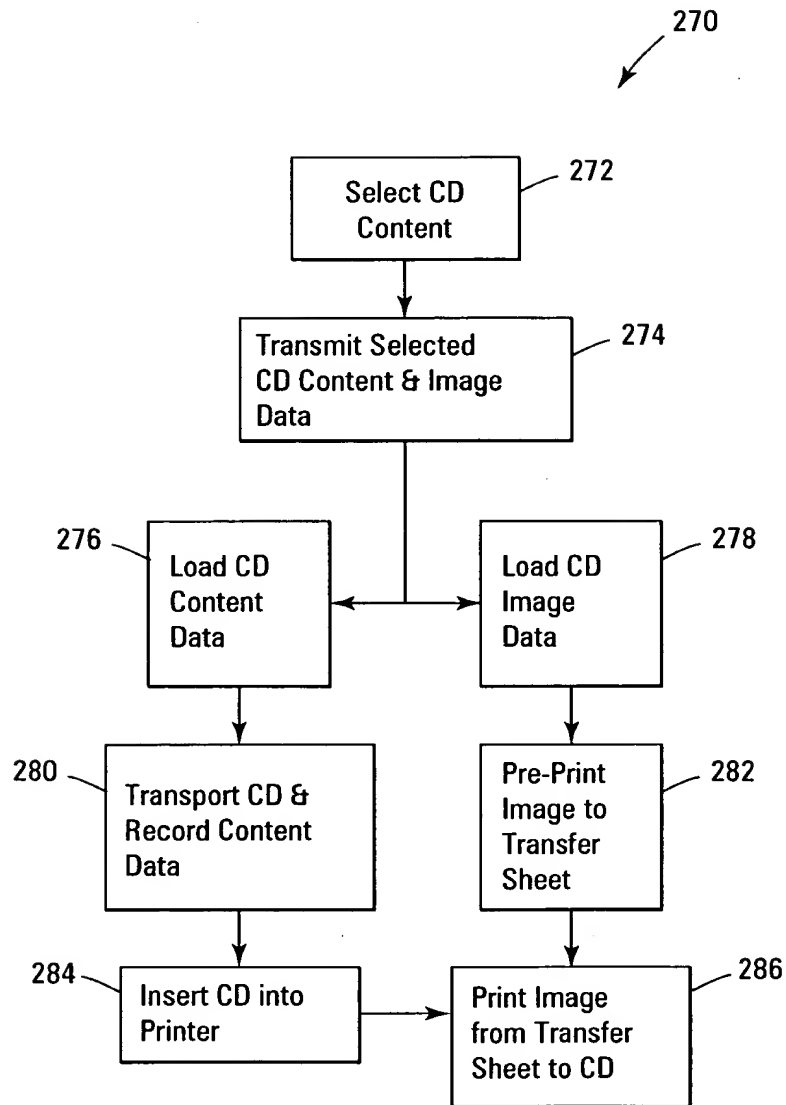 270
272
Select CD
Content
274
Transmit Selected
CD Content & Image
Data
276
278
Load CD
Content
Data
Load CD
Image
Data
280
282
Transport CD &
Record Content
Data
Pre-Print
Image to
Transfer
Sheet
284
286
Insert CD into
Printer
Print Image
from Transfer
Sheet to CD